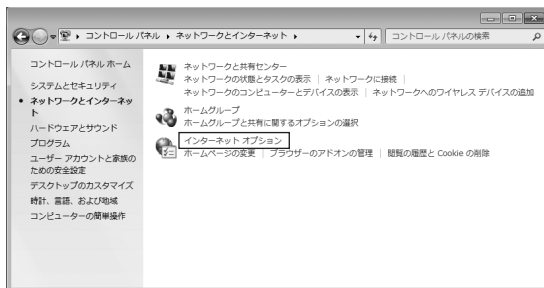 コントロール パネル ▸ ネットワークとインターネット ▸
コントロール パネルの検索
コントロール パネル ホーム
システムとセキュリティ
ネットワークとインターネッ
ト
ハードウェアとサウンド
プログラム
ユーザー アカウントと家族の
ための安全設定
デスクトップのカスタマイズ
時計、言語、および地域
コンピューターの簡単操作
ネットワークと共有センター
ネットワークの状態とタスクの表示 | ネットワークに接続 |
ネットワークのコンピューターとデバイスの表示 | ネットワークへのワイヤレス デバイスの追加
ホームグループ
ホームグループと共有に関するオプションの選択
インターネット オプション
ホームページの変更 | ブラウザーのアドオンの管理 | 閲覧の履歴と Cookie の削除